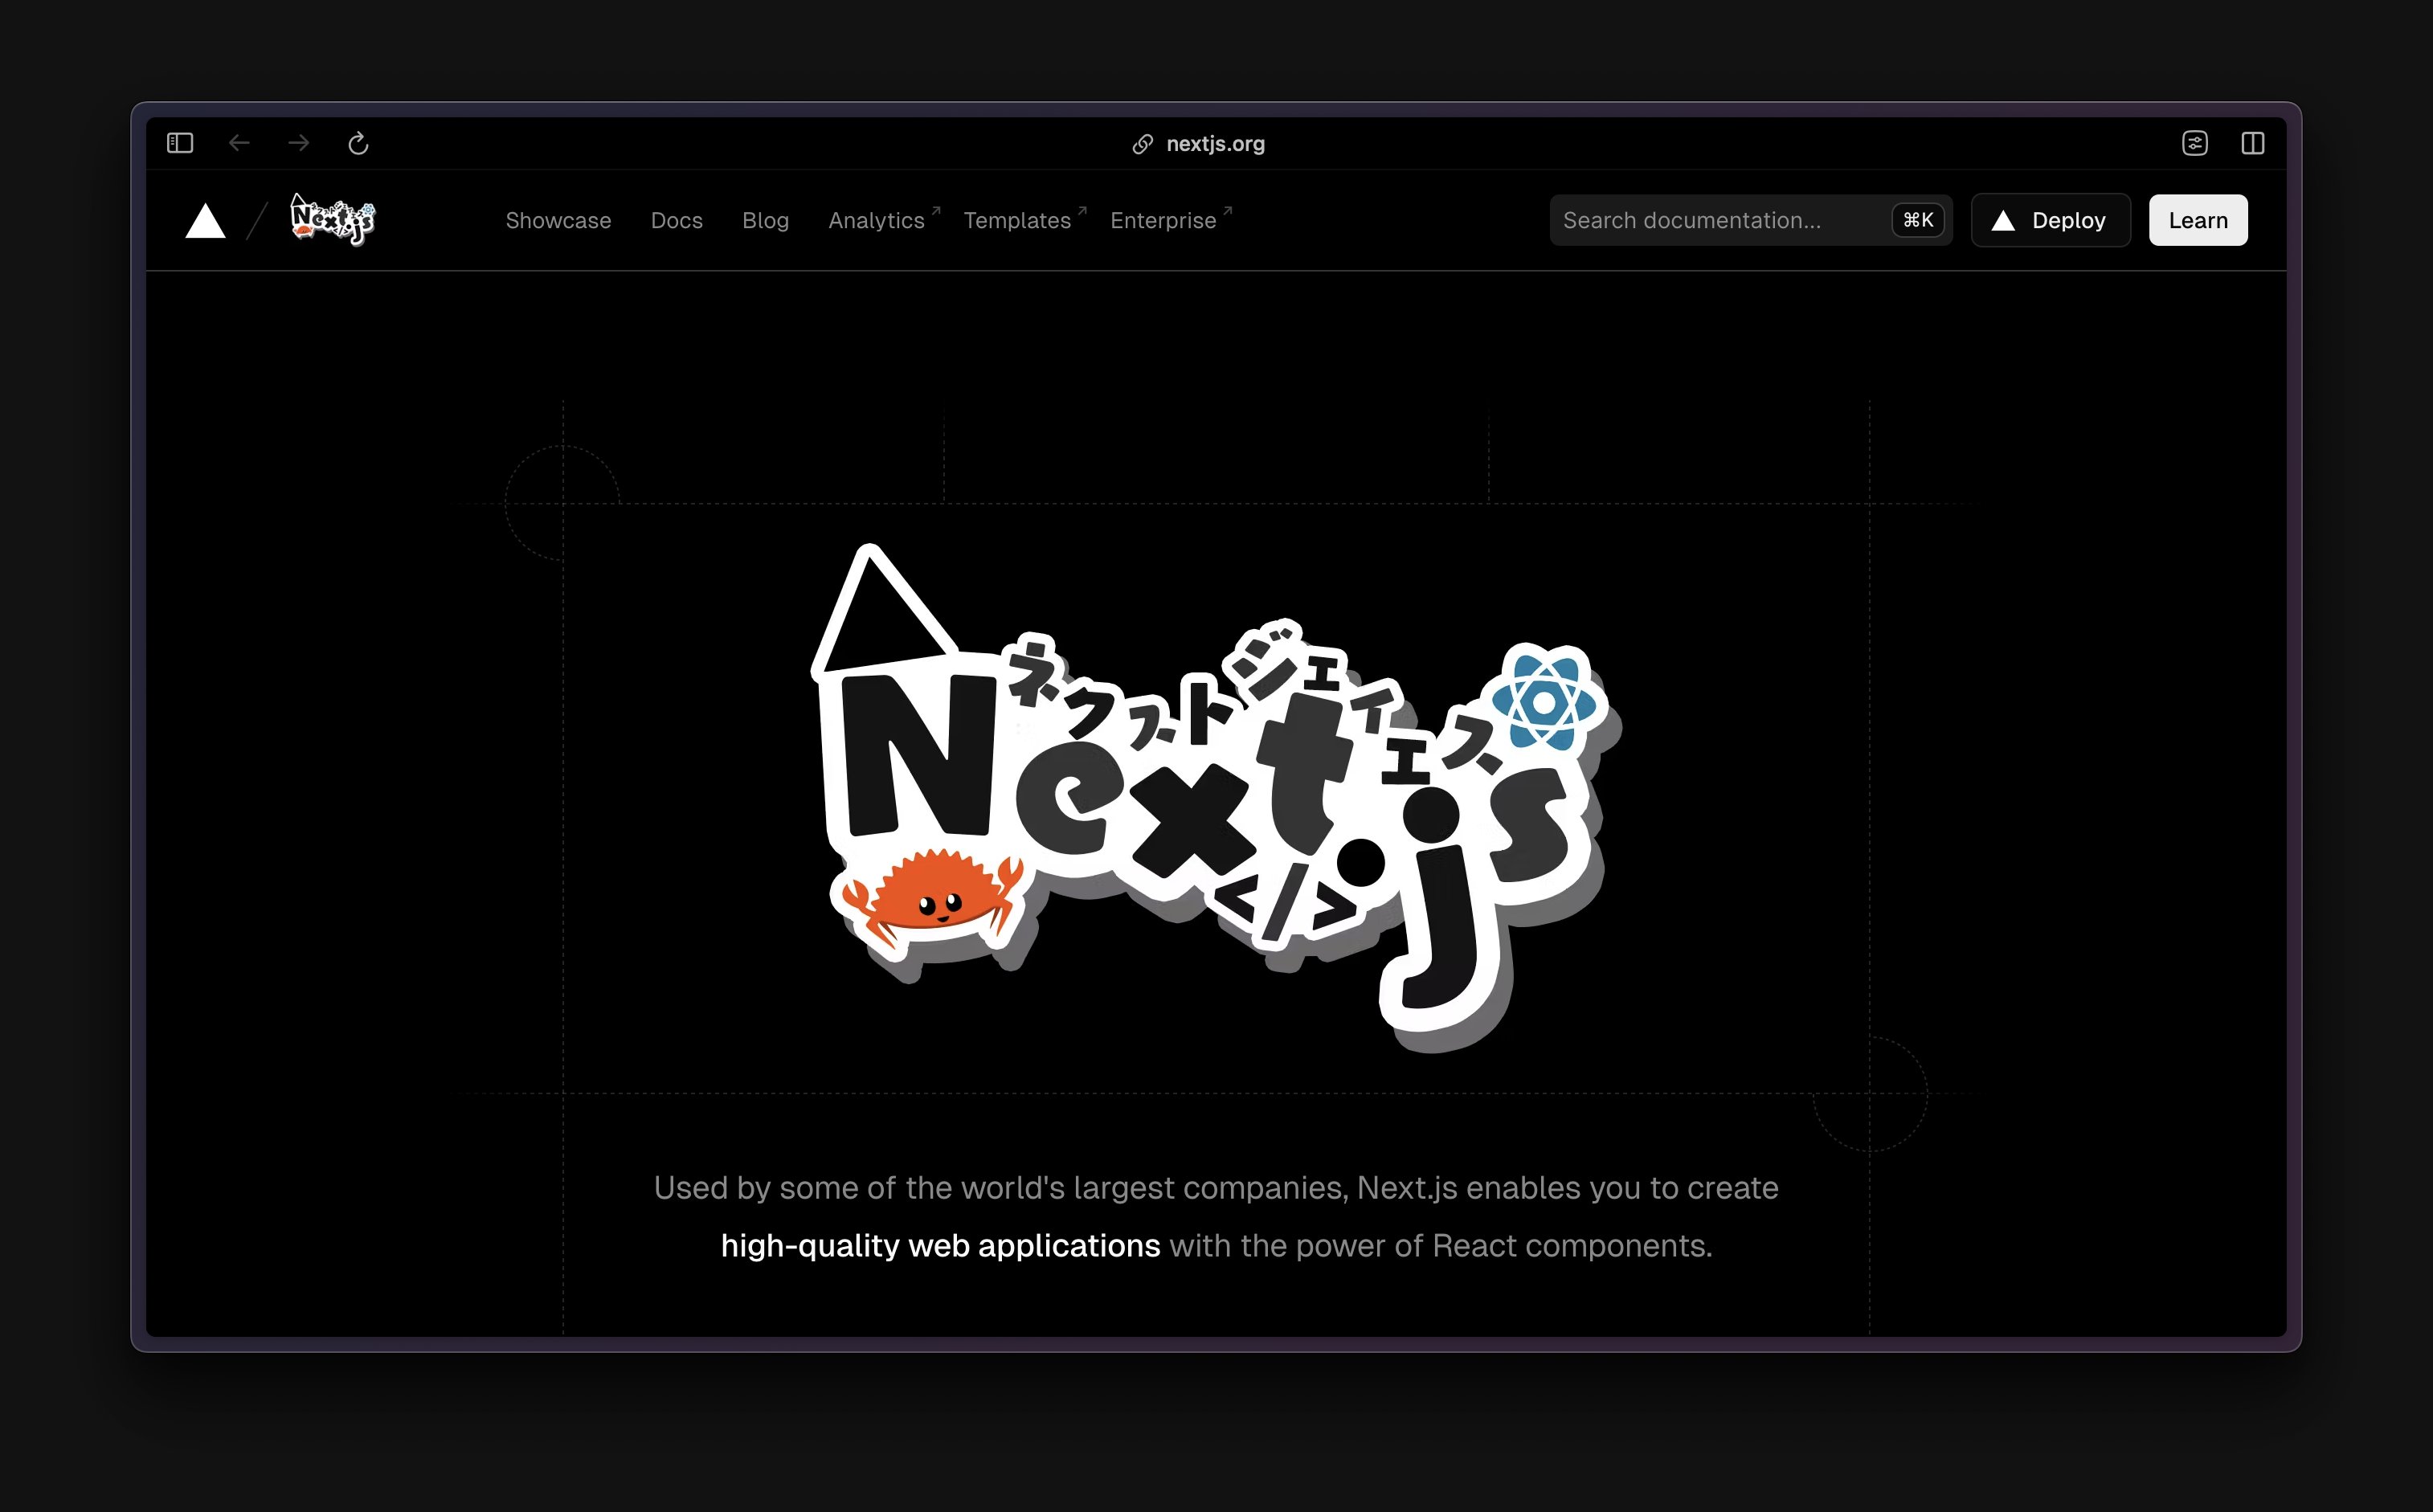 nextjs.org
Next.js
Showcase Docs Blog Analytics Templates Enterprise
Search documentation... ⌘K
Deploy
Learn
ネクストジェイエス
Next.js
</>
Used by some of the world's largest companies, Next.js enables you to create
high-quality web applications with the power of React components.